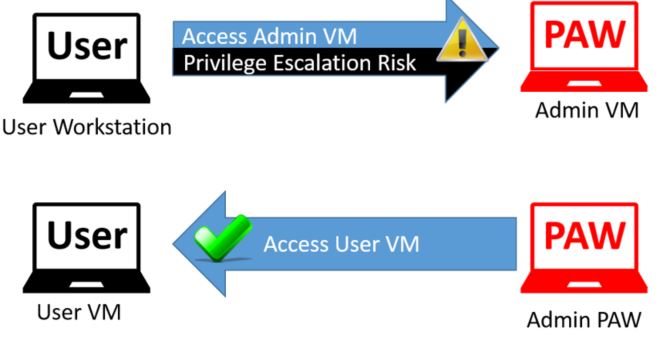 User
Access Admin VM
Privilege Escalation Risk
PAW
User Workstation
Admin VM
User
Access User VM
PAW
User VM
Admin PAW